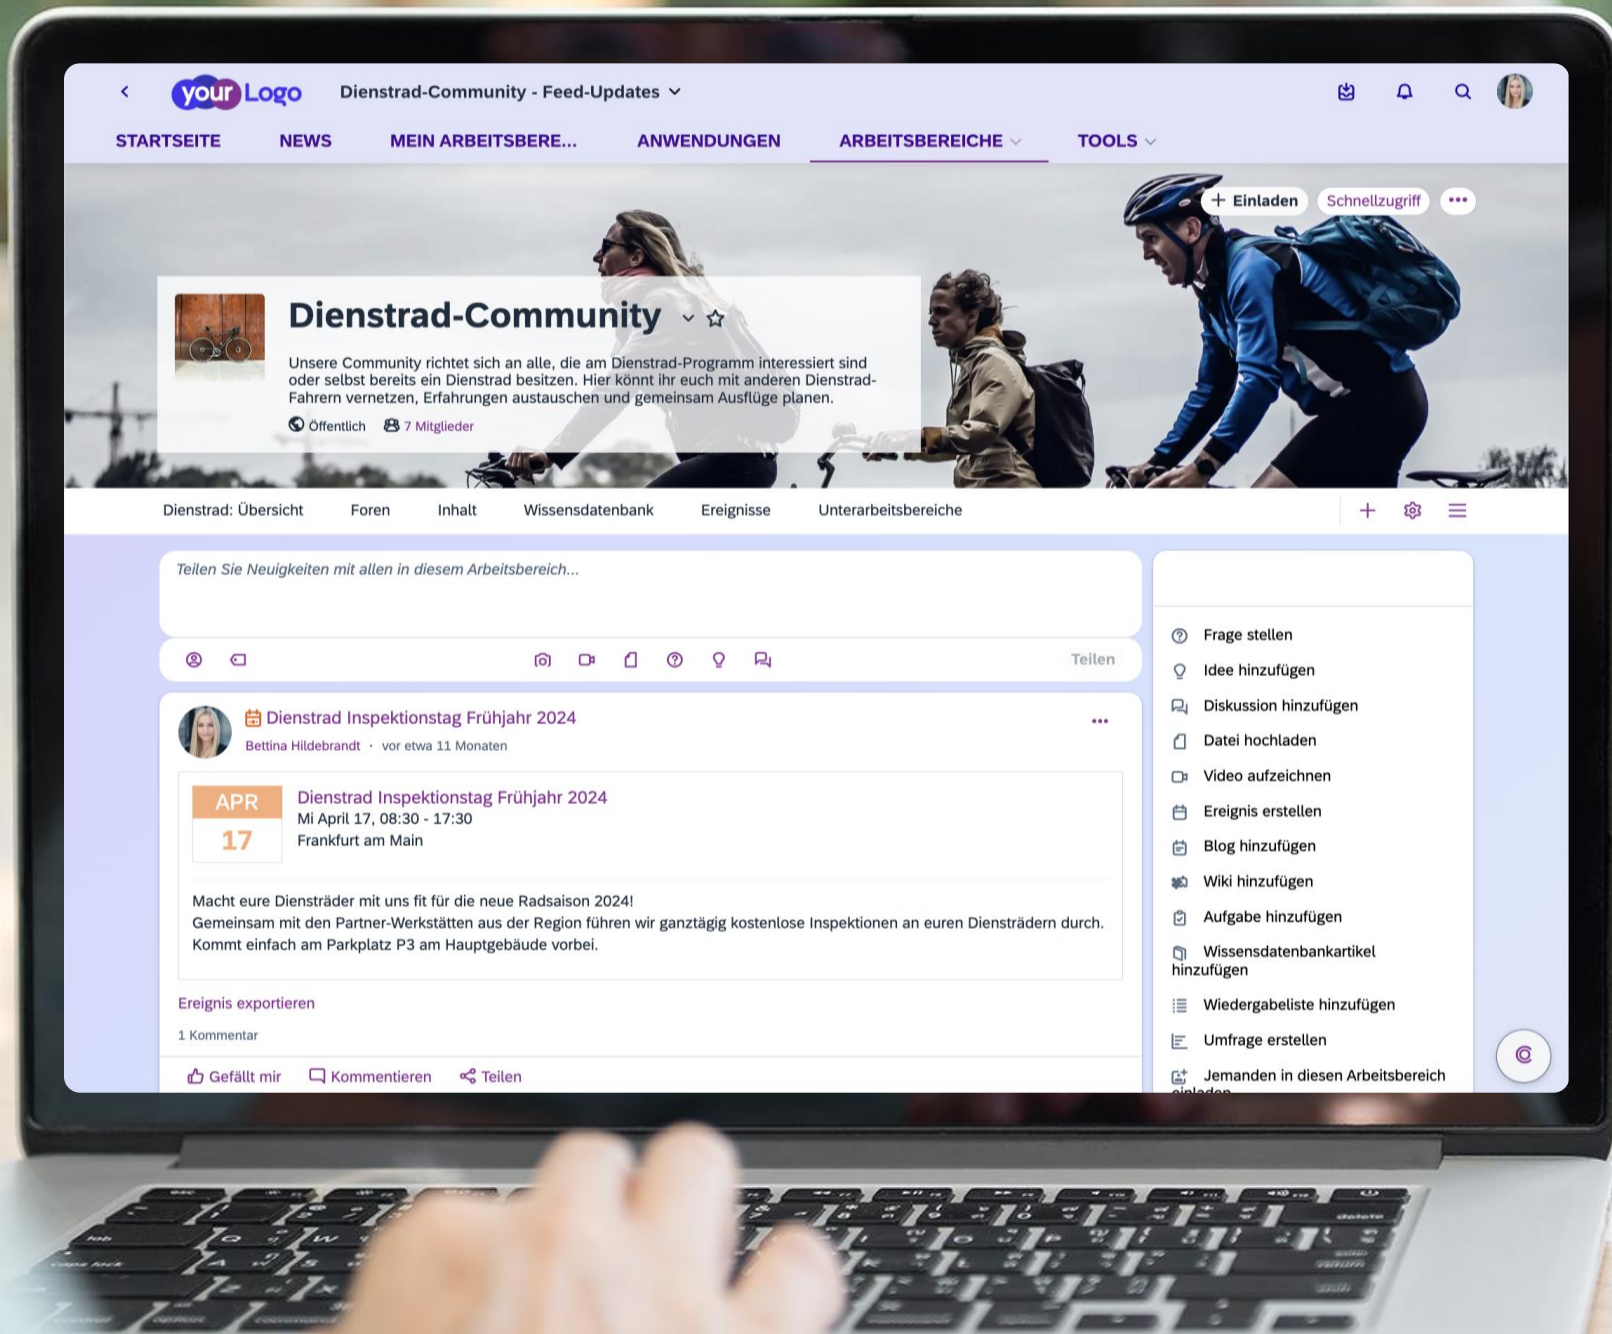 your Logo
Dienstrad-Community - Feed-Updates
STARTSEITE
NEWS
MEIN ARBEITSBERE...
ANWENDUNGEN
ARBEITSBEREICHE
TOOLS
+ Einladen
Schnellzugriff
Dienstrad-Community
Unsere Community richtet sich an alle, die am Dienstrad-Programm interessiert sind
oder selbst bereits ein Dienstrad besitzen. Hier könnt ihr euch mit anderen Dienstrad-
Fahrern vernetzen, Erfahrungen austauschen und gemeinsam Ausflüge planen.
Öffentlich
7 Mitglieder
Dienstrad: Übersicht
Foren
Inhalt
Wissensdatenbank
Ereignisse
Unterarbeitsbereiche
Teilen Sie Neuigkeiten mit allen in diesem Arbeitsbereich...
Teilen
Dienstrad Inspektionstag Frühjahr 2024
Bettina Hildebrandt · vor etwa 11 Monaten
APR
17
Dienstrad Inspektionstag Frühjahr 2024
Mi April 17, 08:30 - 17:30
Frankfurt am Main
Macht eure Diensträder mit uns fit für die neue Radsaison 2024!
Gemeinsam mit den Partner-Werkstätten aus der Region führen wir ganztägig kostenlose Inspektionen an euren Diensträdern durch.
Kommt einfach am Parkplatz P3 am Hauptgebäude vorbei.
Ereignis exportieren
1 Kommentar
Gefällt mir
Kommentieren
Teilen
Frage stellen
Idee hinzufügen
Diskussion hinzufügen
Datei hochladen
Video aufzeichnen
Ereignis erstellen
Blog hinzufügen
Wiki hinzufügen
Aufgabe hinzufügen
Wissensdatenbankartikel
hinzufügen
Wiedergabeliste hinzufügen
Umfrage erstellen
Jemanden in diesen Arbeitsbereich
einladen